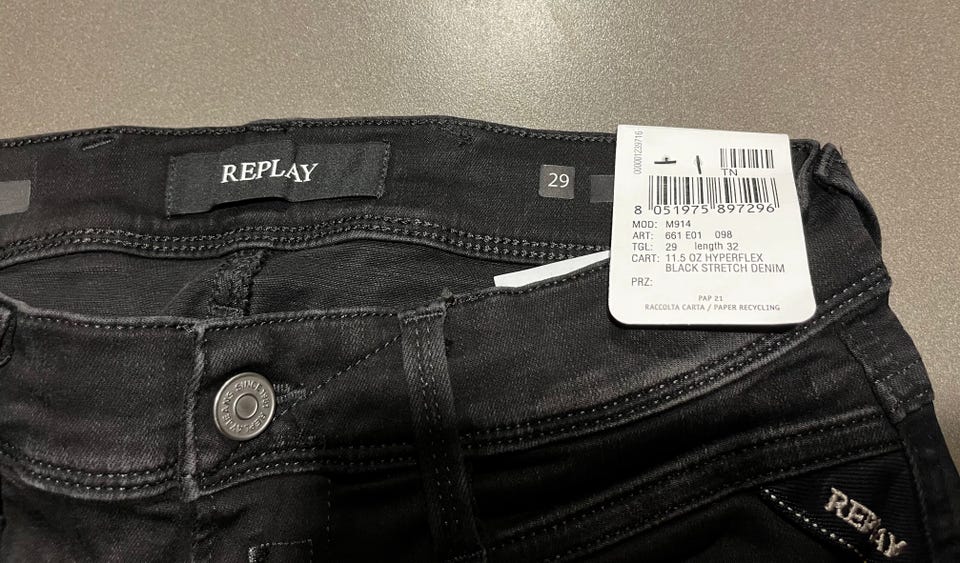 REPLAY
29
000001239716
TN
8 051975 897296
MOD: M914
ART: 661 E01 098
TGL: 29 length 32
CART: 11.5 OZ HYPERFLEX
BLACK STRETCH DENIM
PRZ:
PAP 21
RACCOLTA CARTA / PAPER RECYCLING
REPLAY